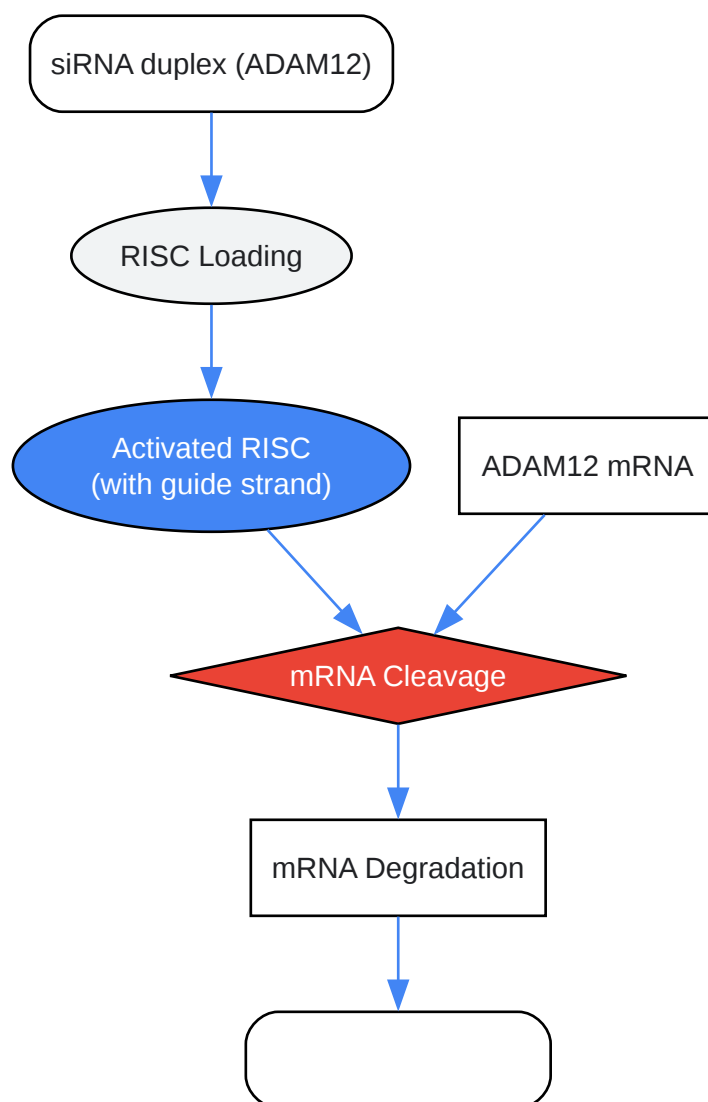 siRNA duplex (ADAM12)
RISC Loading
Activated RISC
(with guide strand)
ADAM12 mRNA
mRNA Cleavage
mRNA Degradation